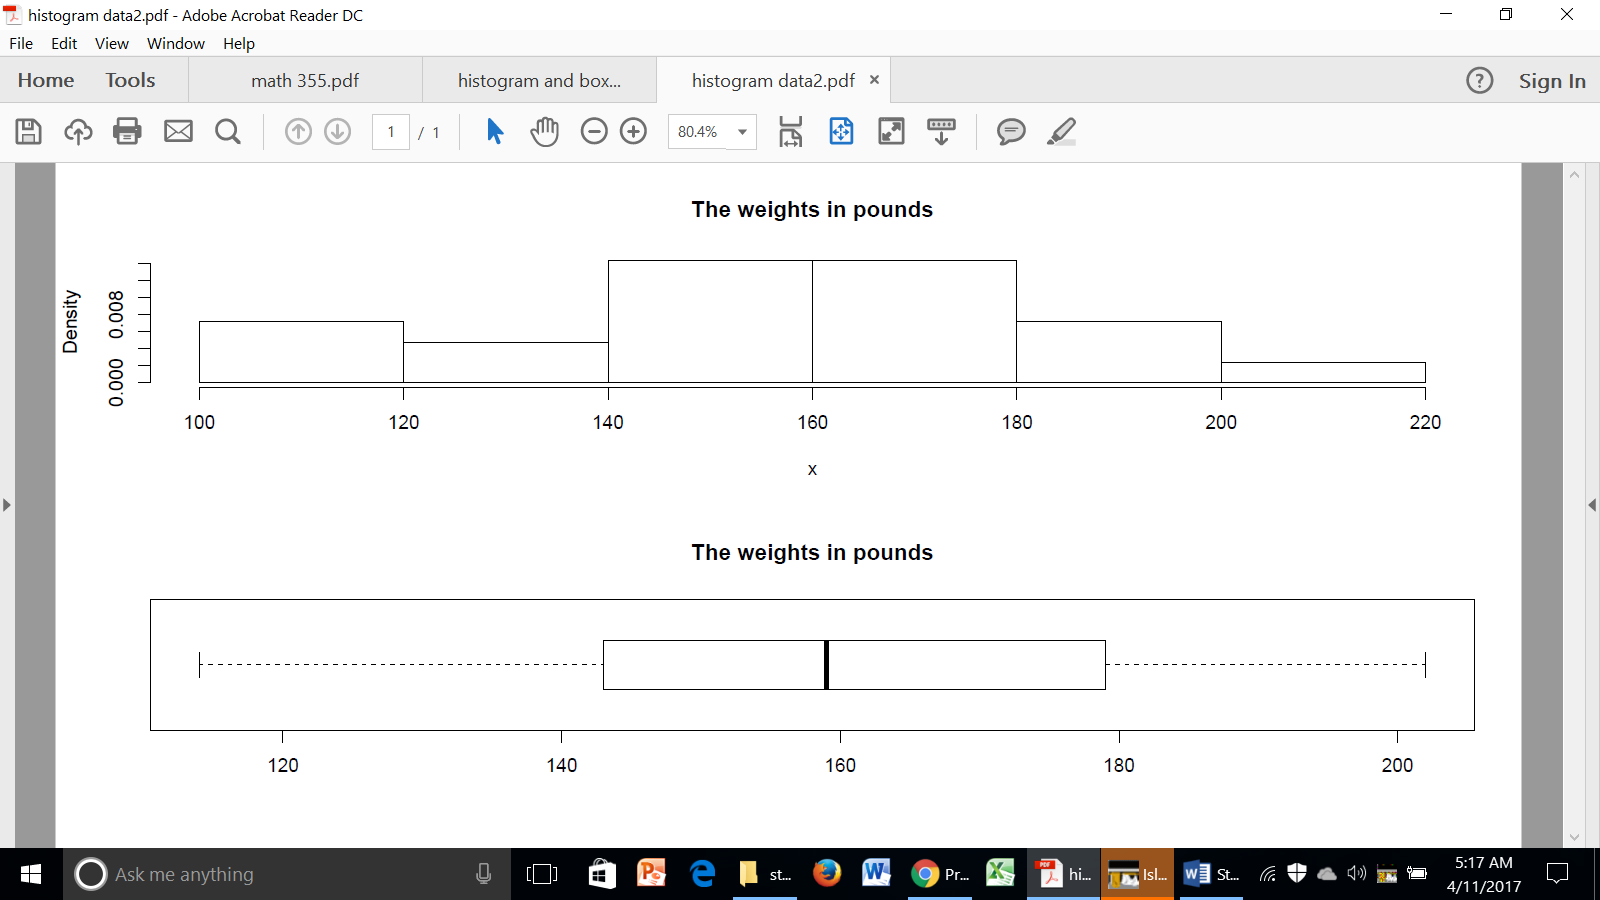 histogram data2.pdf - Adobe Acrobat Reader DC
File Edit View Window Help
Home Tools math 355.pdf histogram and box... histogram data2.pdf × ? Sign In
1 / 1 80.4%
The weights in pounds
Density
0.000 0.008
100 120 140 160 180 200 220
x
The weights in pounds
120 140 160 180 200
Ask me anything st... Pr... hi... Isl... St... 5:17 AM
4/11/2017